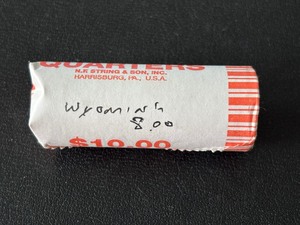 QUARTERS
N.F. STRING & SON, INC.
HARRISBURG, PA., U.S.A.
WYOMING
8.00
$10.00